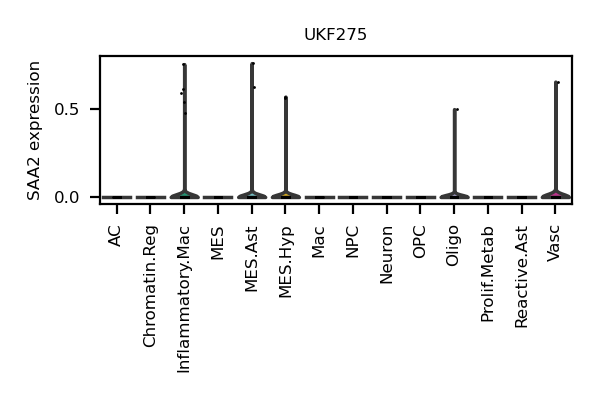 UKF275
SAA2 expression
0.5
0.0
AC
Chromatin.Reg
Inflammatory.Mac
MES
MES.Ast
MES.Hyp
Mac
NPC
Neuron
OPC
Oligo
Prolif.Metab
Reactive.Ast
Vasc